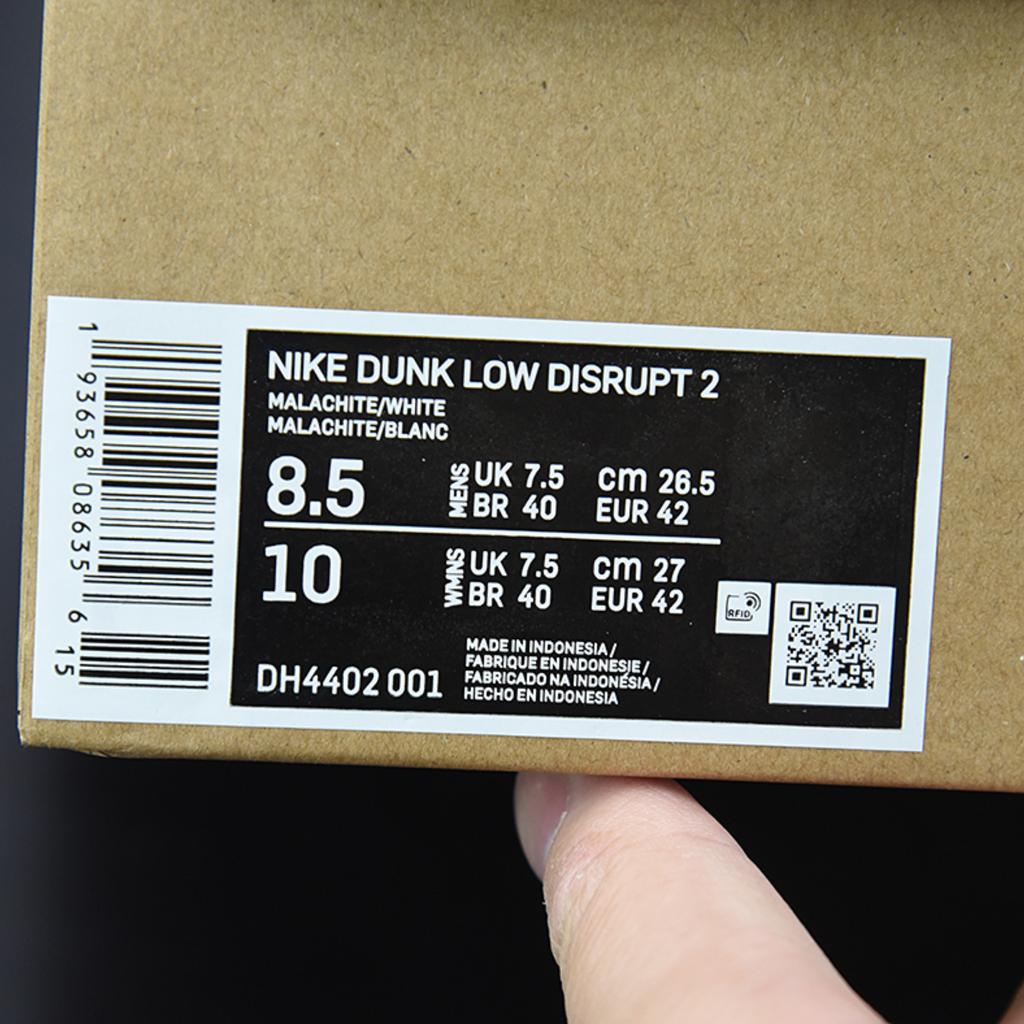 1 93658 08635 6 15
NIKE DUNK LOW DISRUPT 2
MALACHITE/WHITE
MALACHITE/BLANC
8.5 MENS UK 7.5 cm 26.5
BR 40 EUR 42
10 WMNS UK 7.5 cm 27
BR 40 EUR 42
RFID
DH4402 001
MADE IN INDONESIA /
FABRIQUE EN INDONESIE /
FABRICADO NA INDONÉSIA /
HECHO EN INDONESIA